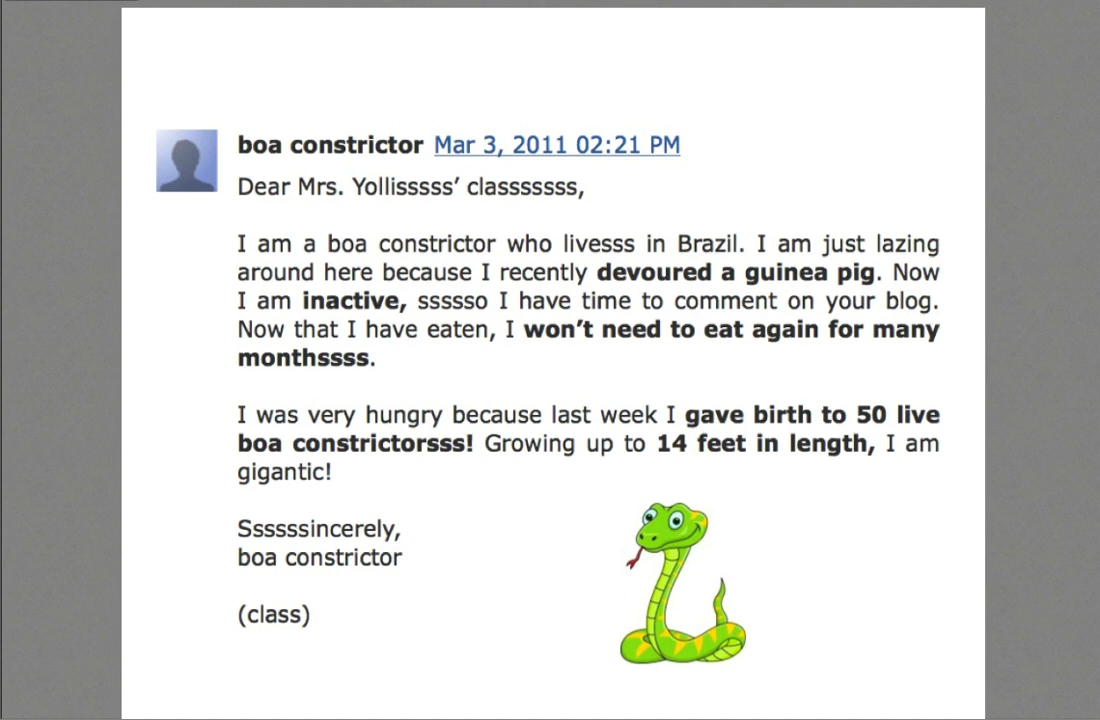 boa constrictor Mar 3, 2011 02:21 PM
Dear Mrs. Yollisssss’ classsssss,
I am a boa constrictor who livesss in Brazil. I am just lazing
around here because I recently devoured a guinea pig. Now
I am inactive, ssssso I have time to comment on your blog.
Now that I have eaten, I won’t need to eat again for many
monthssss.
I was very hungry because last week I gave birth to 50 live
boa constrictorsss! Growing up to 14 feet in length, I am
gigantic!
Ssssssincerely,
boa constrictor
(class)